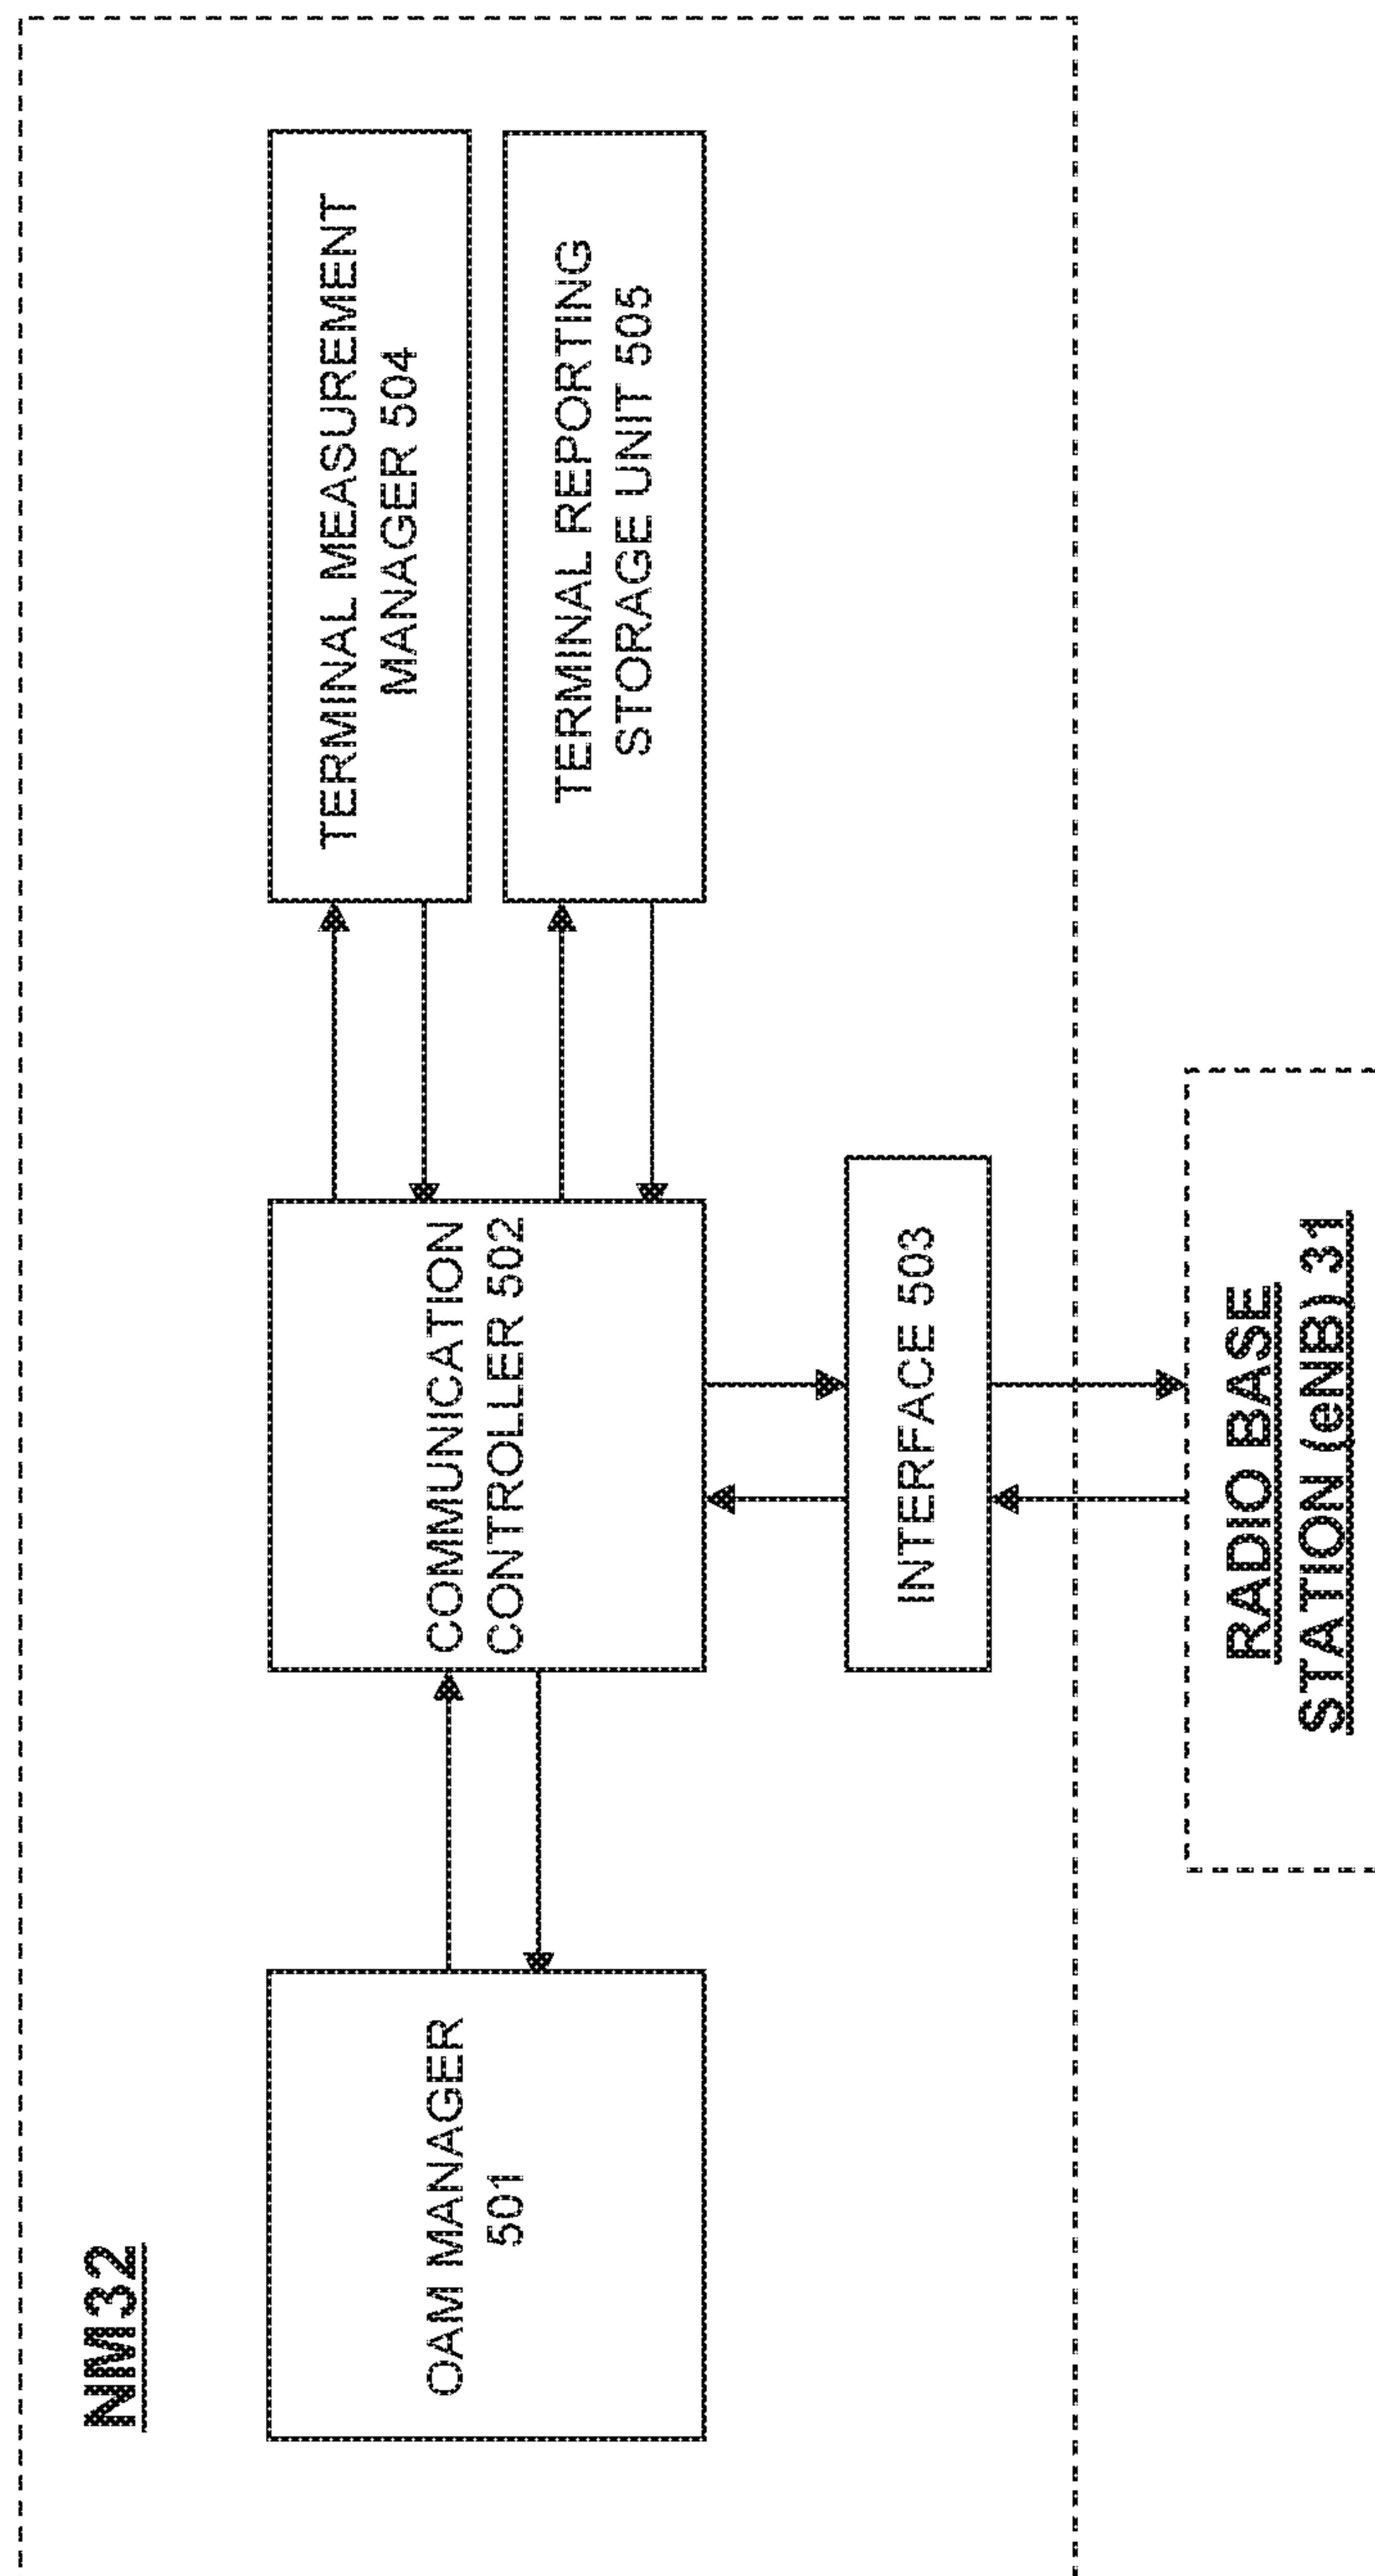 NM32
OAM MANAGER
501
COMMUNICATION
CONTROLLER 502
TERMINAL MEASUREMENT
MANAGER 504
TERMINAL REPORTING
STORAGE UNIT 505
INTERFACE 503
RADIO BASE
STATION (eNB) 31